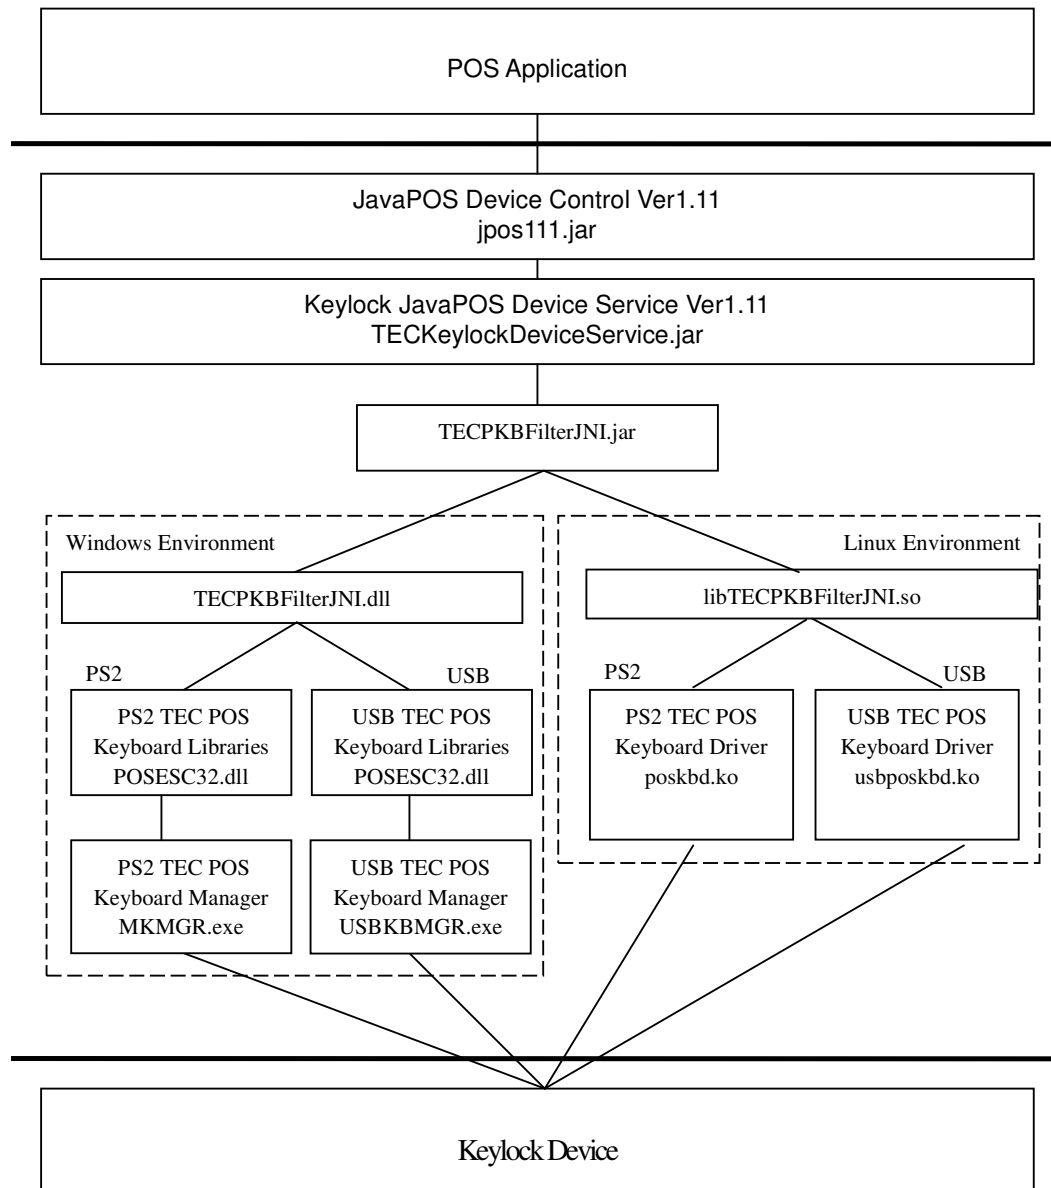 POS Application
JavaPOS Device Control Ver1.11
jpos111.jar
Keylock JavaPOS Device Service Ver1.11
TECKeylockDeviceService.jar
TECPKBFilterJNI.jar
Windows Environment
TECPKBFilterJNI.dll
PS2
USB
PS2 TEC POS
Keyboard Libraries
POSESC32.dll
USB TEC POS
Keyboard Libraries
POSESC32.dll
PS2 TEC POS
Keyboard Manager
MKMGR.exe
USB TEC POS
Keyboard Manager
USBKBMGR.exe
Linux Environment
libTECPKBFilterJNI.so
PS2
USB
PS2 TEC POS
Keyboard Driver
poskbd.ko
USB TEC POS
Keyboard Driver
usbposkbd.ko
Keylock Device